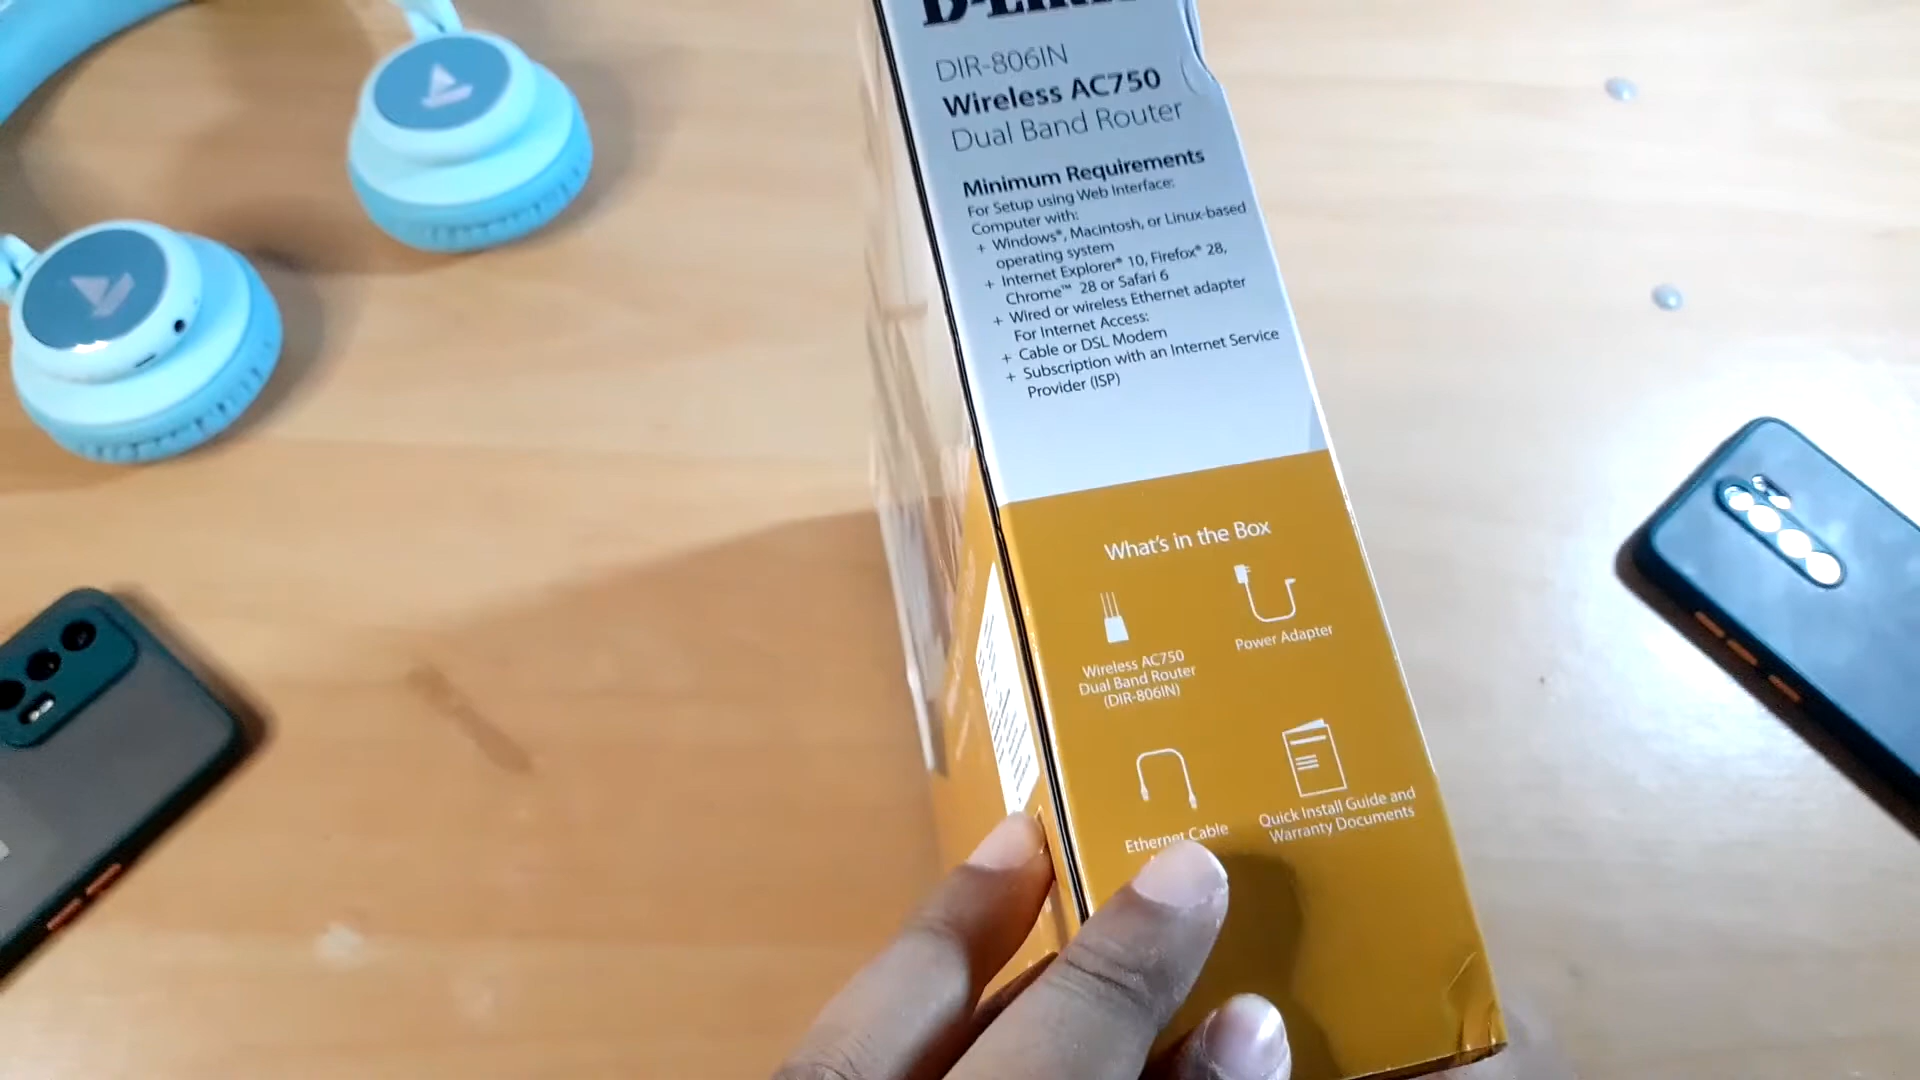 D-Link
DIR-806IN
Wireless AC750
Dual Band Router
Minimum Requirements
For Setup using Web Interface:
Computer with:
+ Windows®, Macintosh, or Linux-based
operating system
+ Internet Explorer® 10, Firefox® 28,
Chrome™ 28 or Safari 6
+ Wired or wireless Ethernet adapter
For Internet Access:
+ Cable or DSL Modem
+ Subscription with an Internet Service
Provider (ISP)
What's in the Box
Wireless AC750
Dual Band Router
(DIR-806IN)
Power Adapter
Ethernet Cable
Quick Install Guide and
Warranty Documents